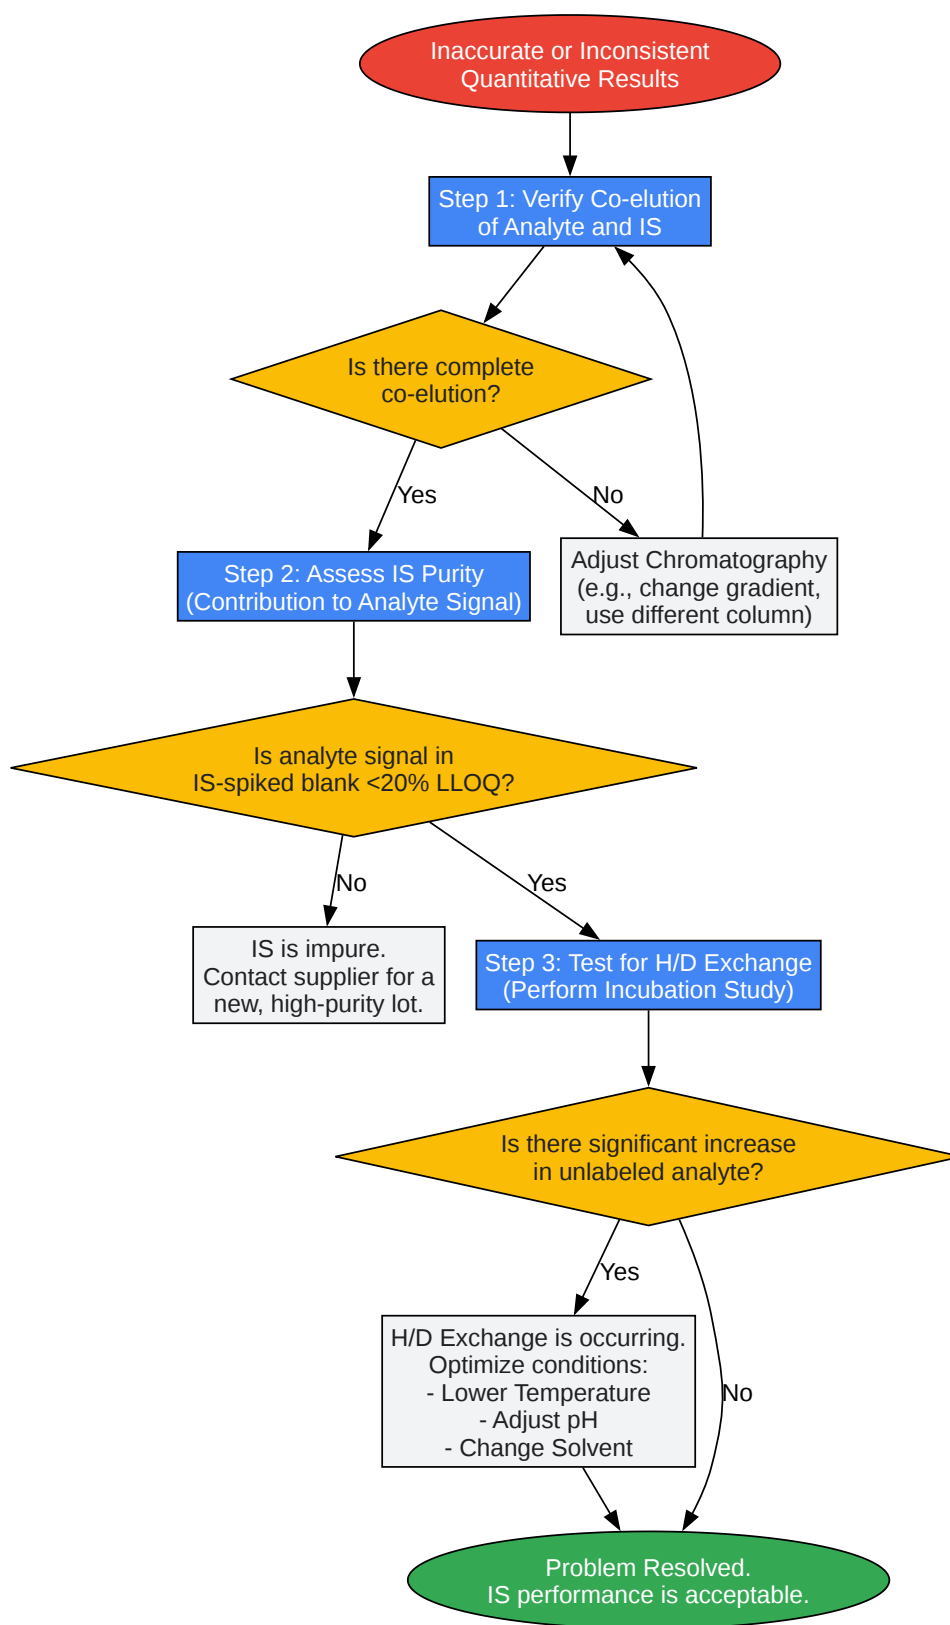 Inaccurate or Inconsistent
Quantitative Results
Step 1: Verify Co-elution
of Analyte and IS
Is there complete
co-elution?
Yes
No
Step 2: Assess IS Purity
(Contribution to Analyte Signal)
Adjust Chromatography
(e.g., change gradient,
use different column)
Is analyte signal in
IS-spiked blank <20% LLOQ?
No
Yes
IS is impure.
Contact supplier for a
new, high-purity lot.
Step 3: Test for H/D Exchange
(Perform Incubation Study)
Is there significant increase
in unlabeled analyte?
Yes
No
H/D Exchange is occurring.
Optimize conditions:
- Lower Temperature
- Adjust pH
- Change Solvent
Problem Resolved.
IS performance is acceptable.